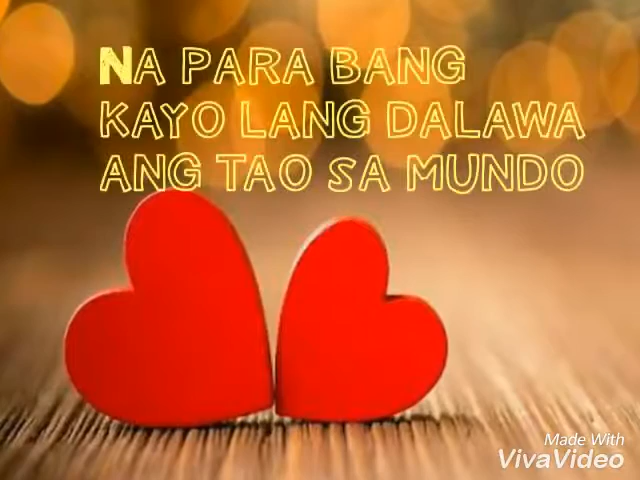 NA PARA BANG
KAYO LANG DALAWA
ANG TAO SA MUNDO
Made With
VivaVideo